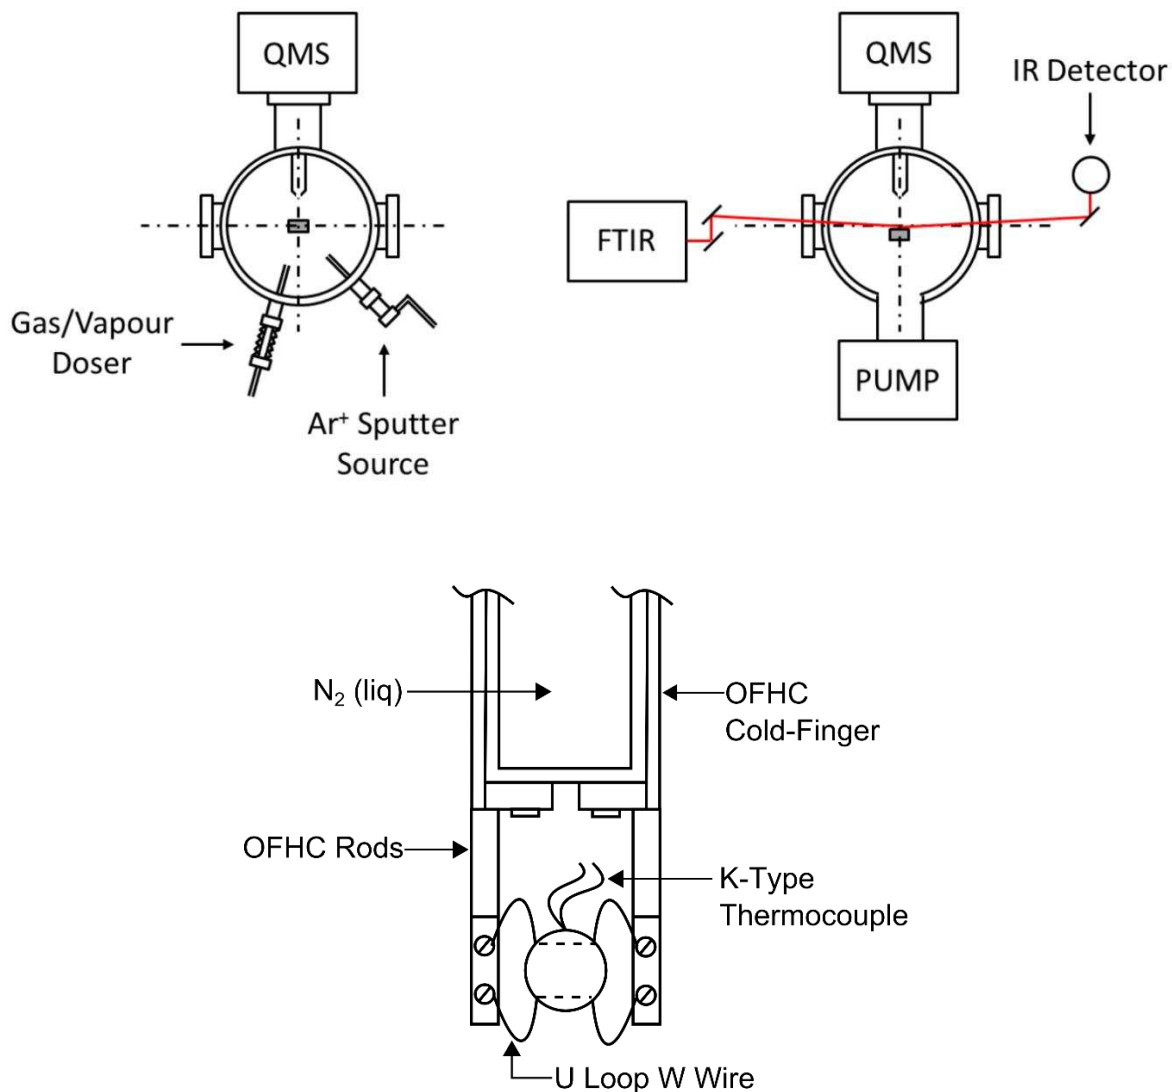 QMS
Gas/Vapour
Doser
Ar⁺ Sputter
Source
QMS
IR Detector
FTIR
PUMP
N₂ (liq)
OFHC
Cold-Finger
OFHC Rods
K-Type
Thermocouple
U Loop W Wire